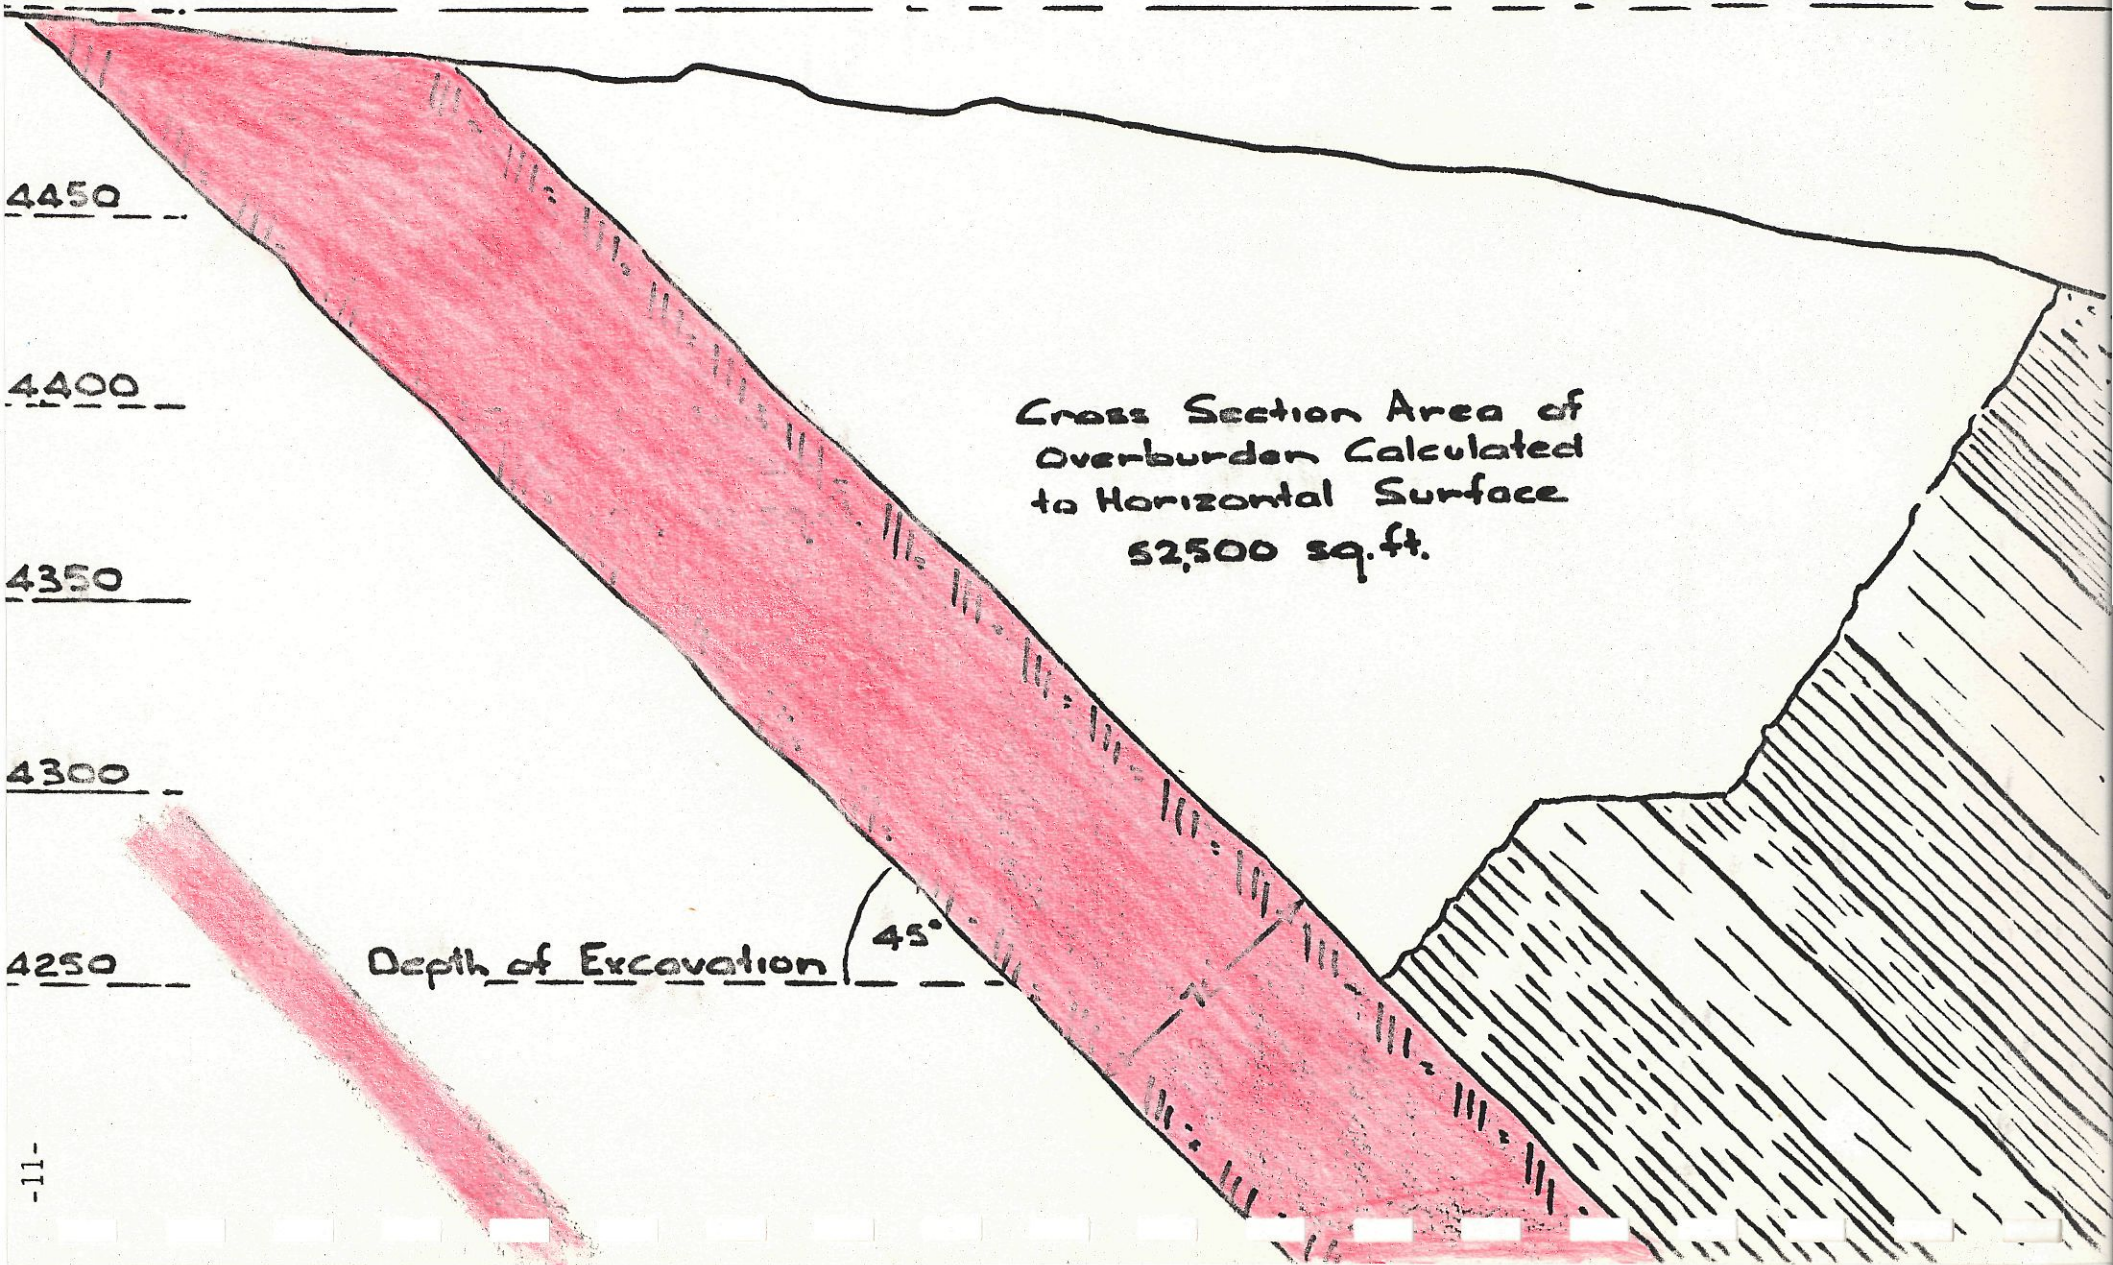 4450
4400
Cross Section Area of
Overburden Calculated
to Horizontal Surface
52,500 sq.ft.
4350
4300
45°
Depth of Excavation
4250
-11-